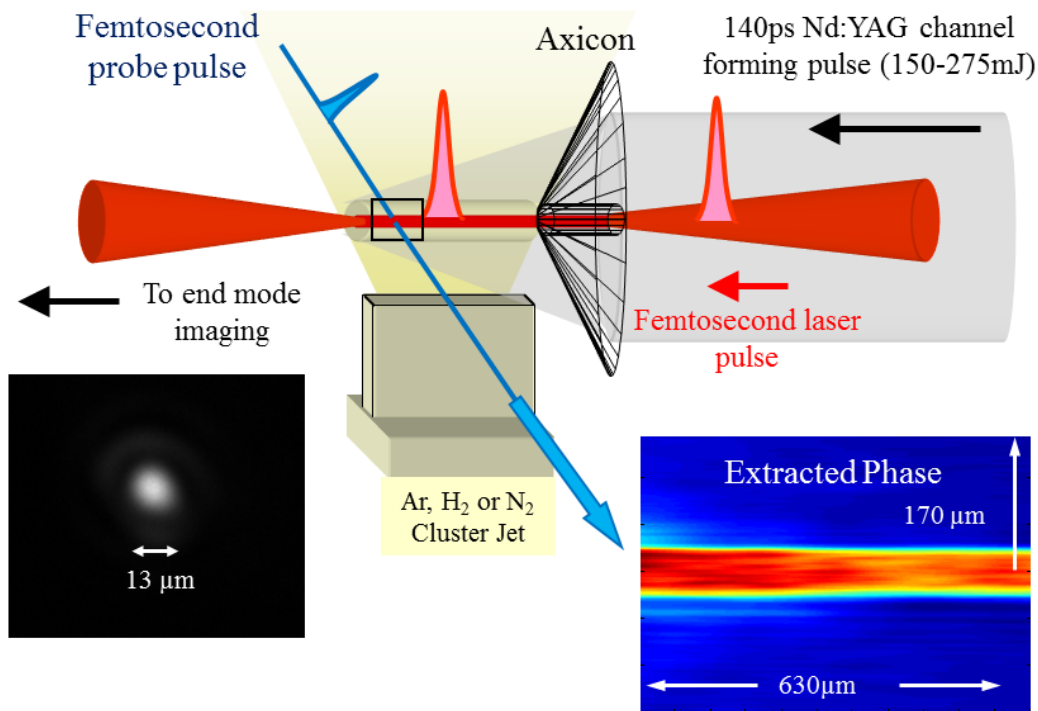 Femtosecond
probe pulse
Axicon
140ps Nd:YAG channel
forming pulse (150-275mJ)
To end mode
imaging
Femtosecond laser
pulse
Ar, H₂ or N₂
Cluster Jet
13 µm
Extracted Phase
170 µm
630µm